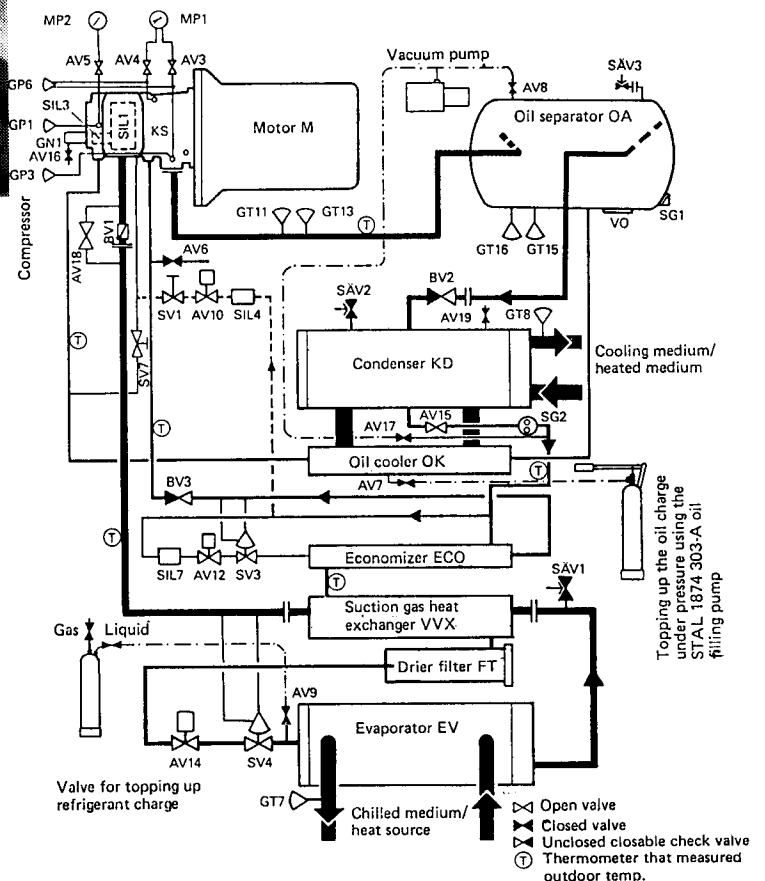 MP2
MP1
AV5
AV4
AV3
GP6
SIL3
GP1
SIL1
KS
GN1
AV16
GP3
Motor M
Vacuum pump
SÄV3
AV8
Oil separator OA
SG1
VO
GT16
GT15
GT11
GT13
T
Compressor
BV1
AV18
AV6
SV1
AV10
SIL4
SÄV2
BV2
AV19
GT8
Condenser KD
Cooling medium/
heated medium
T
SV7
AV15
SG2
AV17
T
Oil cooler OK
T
AV7
BV3
Topping up the oil charge
under pressure using the
STAL 1874 303-A oil
filling pump
T
SIL7
AV12
SV3
Economizer ECO
T
SÄV1
Suction gas heat
exchanger VVX
Gas
Liquid
Drier filter FT
AV9
Evaporator EV
AV14
SV4
Valve for topping up
refrigerant charge
GT7
Chilled medium/
heat source
Open valve
Closed valve
Unclosed closable check valve
T Thermometer that measured
outdoor temp.